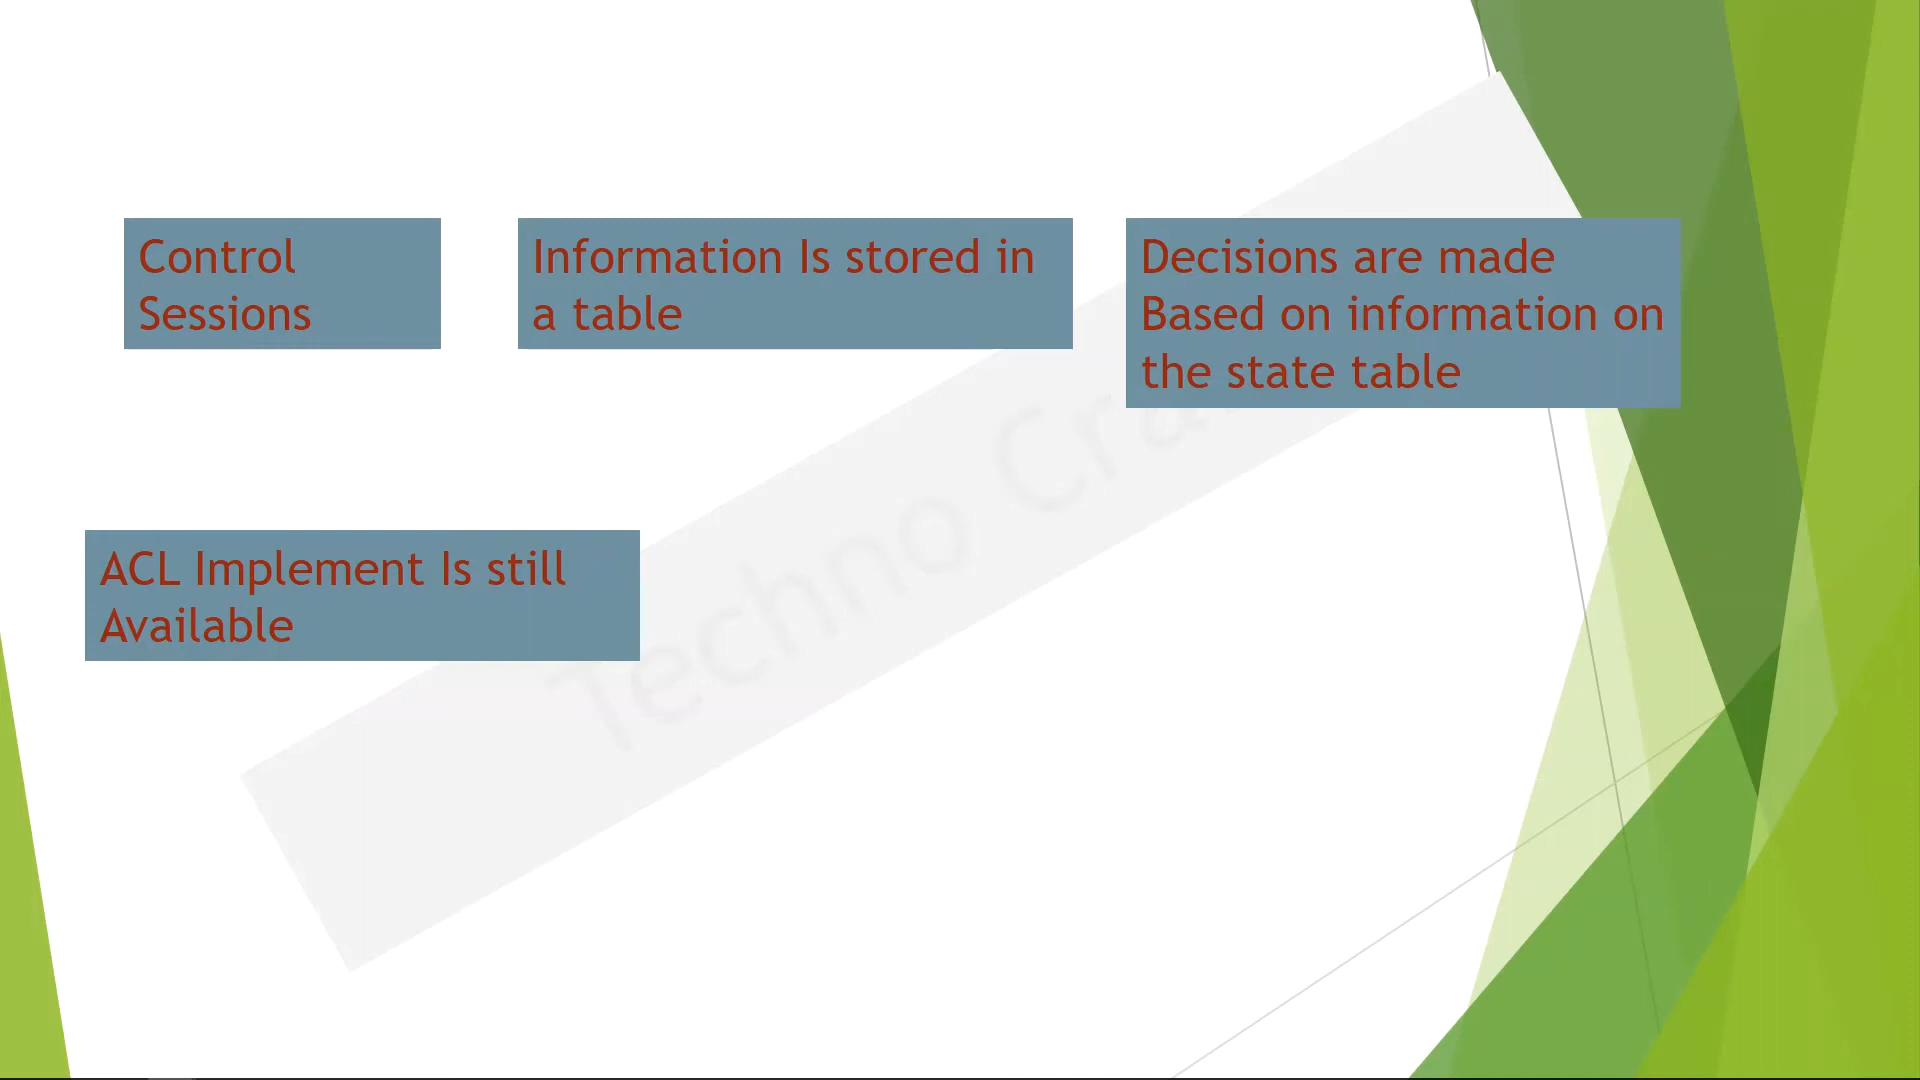 Control
Sessions
Information Is stored in
a table
Decisions are made
Based on information on
the state table
ACL Implement Is still
Available
Techno